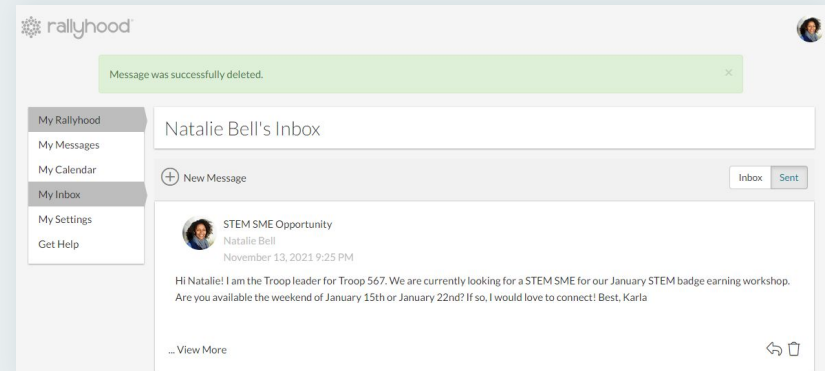 rallyhood
Message was successfully deleted. ×
My Rallyhood
My Messages
My Calendar
My Inbox
My Settings
Get Help
Natalie Bell's Inbox
New Message
Inbox Sent
STEM SME Opportunity
Natalie Bell
November 13, 2021 9:25 PM
Hi Natalie! I am the Troop leader for Troop 567. We are currently looking for a STEM SME for our January STEM badge earning workshop.
Are you available the weekend of January 15th or January 22nd? If so, I would love to connect! Best, Karla
... View More